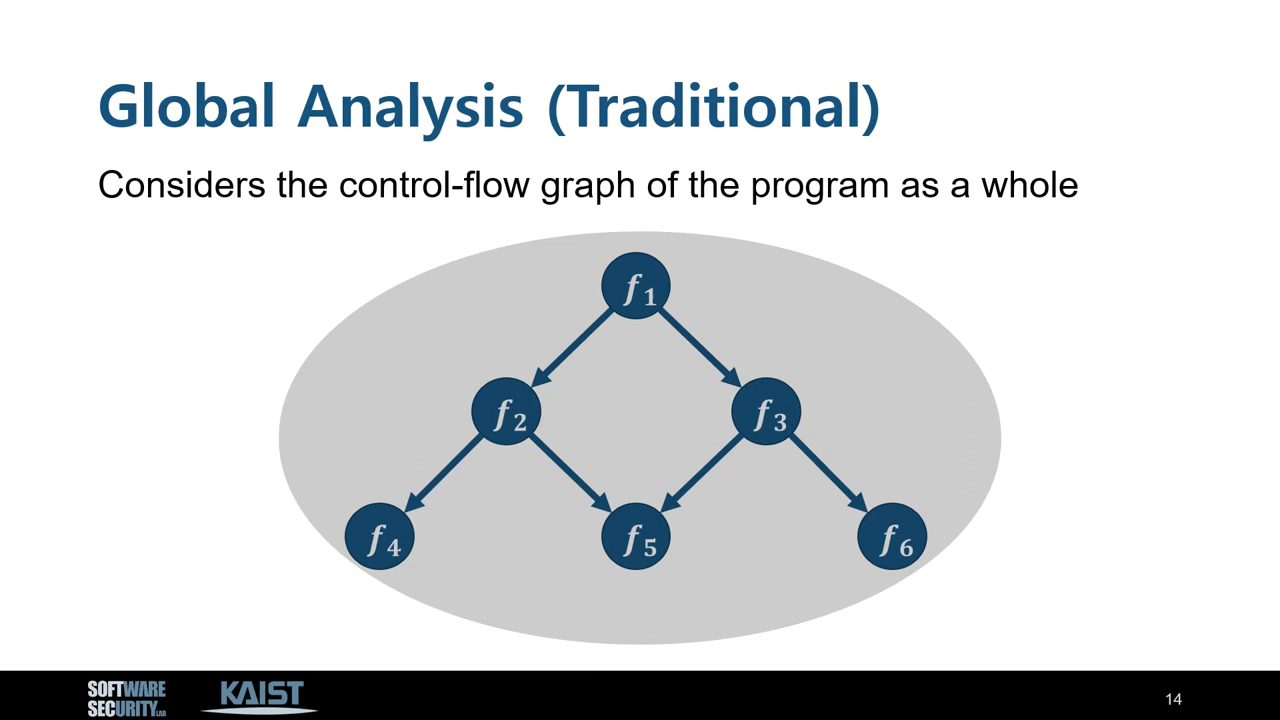 Global Analysis (Traditional)
Considers the control-flow graph of the program as a whole
f1
f2
f3
f4
f5
f6
SOFTWARE
SECURITY LAB
KAIST
14